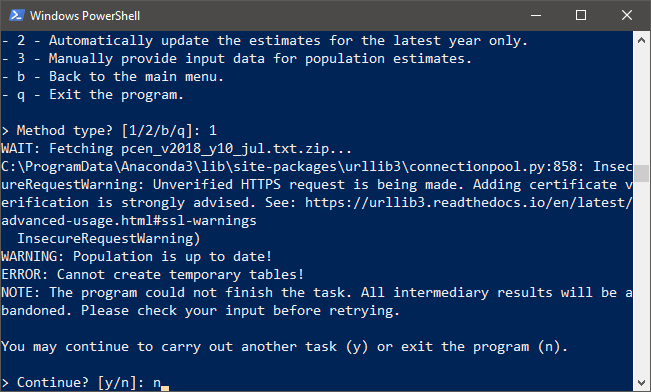 Windows PowerShell
- 2 - Automatically update the estimates for the latest year only.
- 3 - Manually provide input data for population estimates.
- b - Back to the main menu.
- q - Exit the program.
> Method type? [1/2/b/q]: 1
WAIT: Fetching pcen_v2018_y10_jul.txt.zip...
C:\ProgramData\Anaconda3\lib\site-packages\urllib3\connectionpool.py:858: Insec
ureRequestWarning: Unverified HTTPS request is being made. Adding certificate v
erification is strongly advised. See: https://urllib3.readthedocs.io/en/latest/
advanced-usage.html#ssl-warnings
  InsecureRequestWarning)
WARNING: Population is up to date!
ERROR: Cannot create temporary tables!
NOTE: The program could not finish the task. All intermediary results will be a
bandoned. Please check your input before retrying.
You may continue to carry out another task (y) or exit the program (n).
> Continue? [y/n]: n